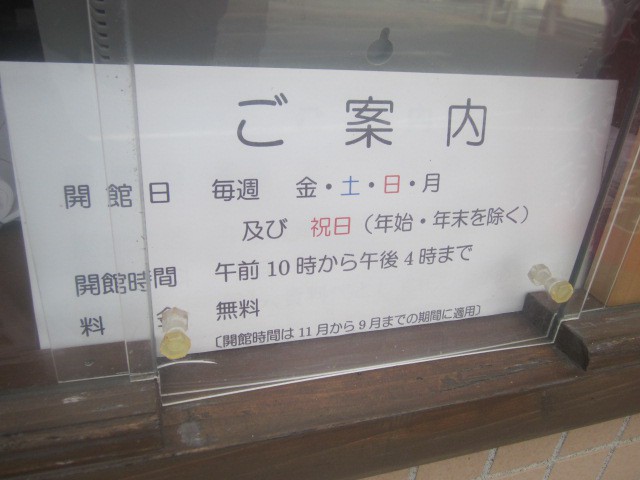 ご案内
開館日 毎週 金・土・日・月
及び 祝日（年始・年末を除く）
開館時間 午前10時から午後4時まで
料金 無料
〔開館時間は11月から9月までの期間に適用〕